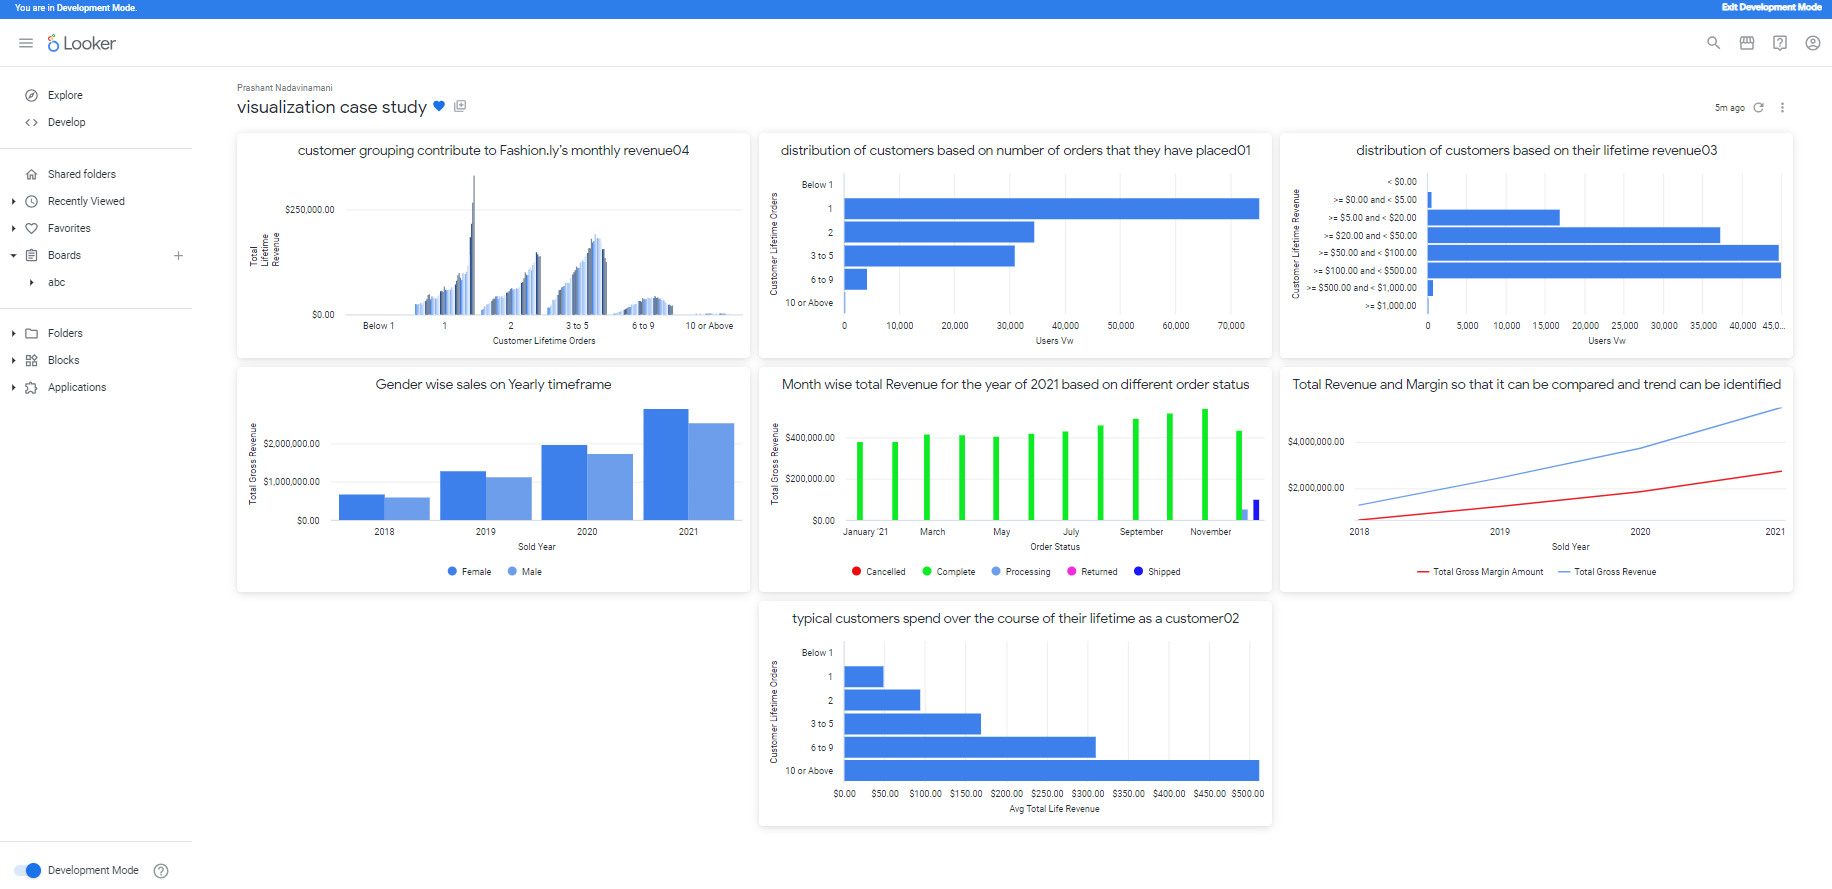 You are in Development Mode.
Exit Development Mode
Looker
Explore
Develop
Shared folders
Recently Viewed
Favorites
Boards
abc
Folders
Blocks
Applications
Development Mode
Prashant Nadavinamani
visualization case study
5m ago
customer grouping contribute to Fashion.ly's monthly revenue04
Total
Lifetime
Revenue
$250,000.00
$0.00
Below 1 1 2 3 to 5 6 to 9 10 or Above
Customer Lifetime Orders
distribution of customers based on number of orders that they have placed01
Customer Lifetime Orders
Below 1
1
2
3 to 5
6 to 9
10 or Above
0 10,000 20,000 30,000 40,000 50,000 60,000 70,000
Users Vw
distribution of customers based on their lifetime revenue03
Customer Lifetime Revenue
< $0.00
>= $0.00 and < $5.00
>= $5.00 and < $20.00
>= $20.00 and < $50.00
>= $50.00 and < $100.00
>= $100.00 and < $500.00
>= $500.00 and < $1,000.00
>= $1,000.00
0 5,000 10,000 15,000 20,000 25,000 30,000 35,000 40,000 45,0...
Users Vw
Gender wise sales on Yearly timeframe
Total Gross Revenue
$2,000,000.00
$1,000,000.00
$0.00
2018 2019 2020 2021
Sold Year
Female Male
Month wise total Revenue for the year of 2021 based on different order status
Total Gross Revenue
$400,000.00
$200,000.00
$0.00
January '21 March May July September November
Order Status
Cancelled Complete Processing Returned Shipped
Total Revenue and Margin so that it can be compared and trend can be identified
$4,000,000.00
$2,000,000.00
2018 2019 2020 2021
Sold Year
Total Gross Margin Amount Total Gross Revenue
typical customers spend over the course of their lifetime as a customer02
Customer Lifetime Orders
Below 1
1
2
3 to 5
6 to 9
10 or Above
$0.00 $50.00 $100.00 $150.00 $200.00 $250.00 $300.00 $350.00 $400.00 $450.00 $500.00
Avg Total Life Revenue